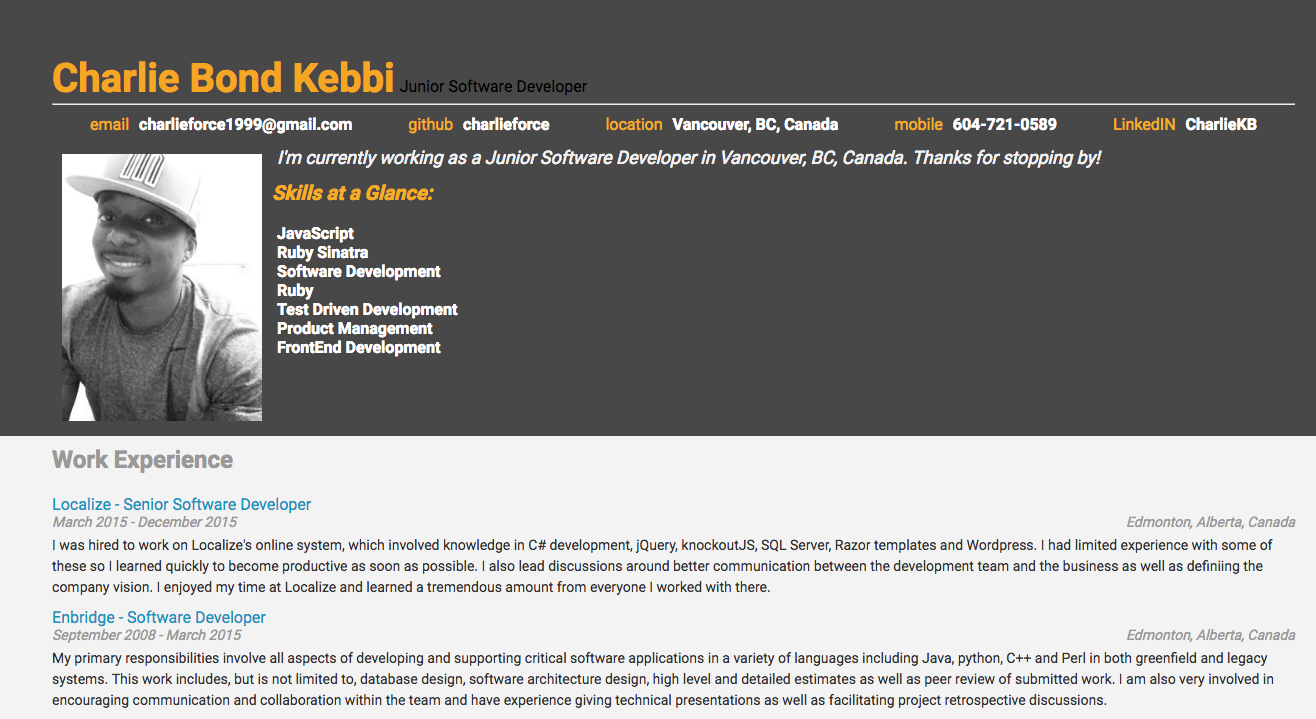 Charlie Bond Kebbi Junior Software Developer
email charlieforce1999@gmail.com github charlieforce location Vancouver, BC, Canada mobile 604-721-0589 LinkedIN CharlieKB
I'm currently working as a Junior Software Developer in Vancouver, BC, Canada. Thanks for stopping by!
Skills at a Glance:
JavaScript
Ruby Sinatra
Software Development
Ruby
Test Driven Development
Product Management
FrontEnd Development
Work Experience
Localize - Senior Software Developer
March 2015 - December 2015 Edmonton, Alberta, Canada
I was hired to work on Localize's online system, which involved knowledge in C# development, jQuery, knockoutJS, SQL Server, Razor templates and Wordpress. I had limited experience with some of
these so I learned quickly to become productive as soon as possible. I also lead discussions around better communication between the development team and the business as well as definiing the
company vision. I enjoyed my time at Localize and learned a tremendous amount from everyone I worked with there.
Enbridge - Software Developer
September 2008 - March 2015 Edmonton, Alberta, Canada
My primary responsibilities involve all aspects of developing and supporting critical software applications in a variety of languages including Java, python, C++ and Perl in both greenfield and legacy
systems. This work includes, but is not limited to, database design, software architecture design, high level and detailed estimates as well as peer review of submitted work. I am also very involved in
encouraging communication and collaboration within the team and have experience giving technical presentations as well as facilitating project retrospective discussions.